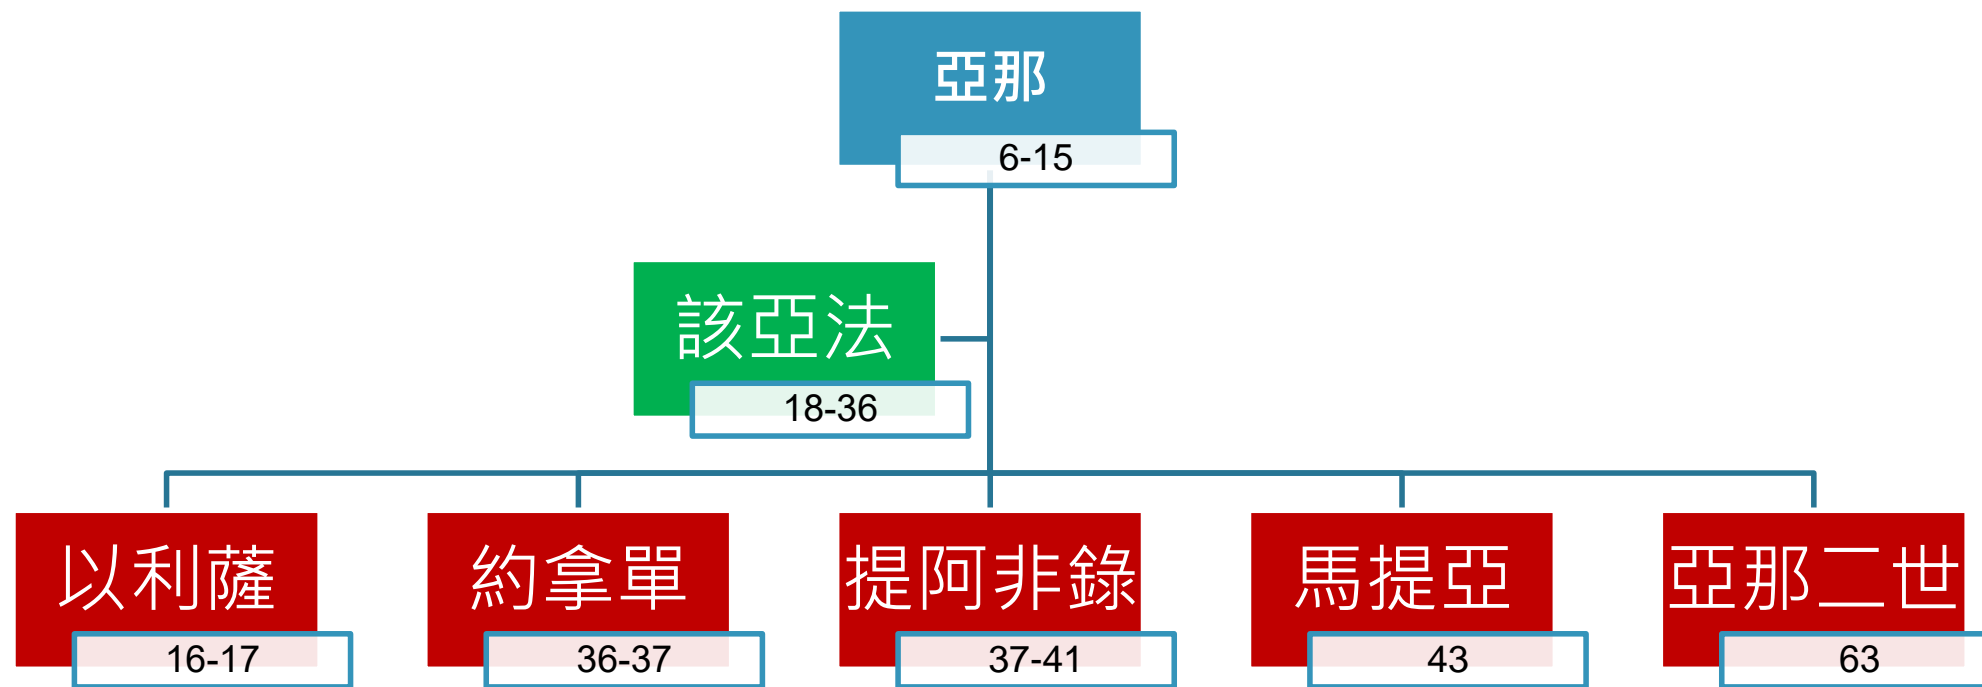 亞那
6-15
該亞法
18-36
以利薩
16-17
約拿單
36-37
提阿非錄
37-41
馬提亞
43
亞那二世
63